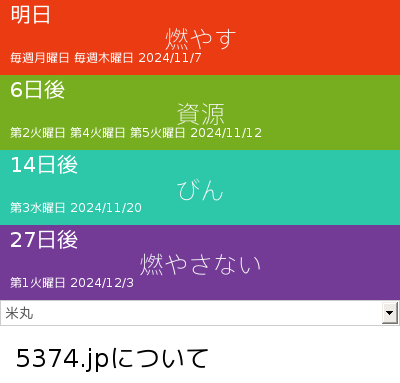 明日
燃やす
毎週月曜日 毎週木曜日 2024/11/7
6日後
資源
第2火曜日 第4火曜日 第5火曜日 2024/11/12
14日後
びん
第3水曜日 2024/11/20
27日後
燃やさない
第1火曜日 2024/12/3
米丸
5374.jpについて